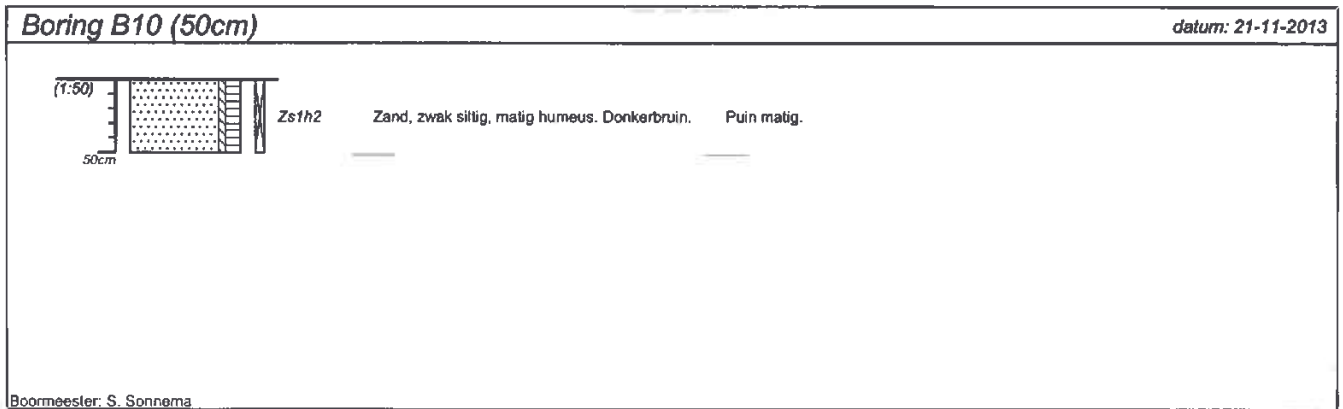 Boring B10 (50cm) datum: 21-11-2013
(1:50)
Zs1h2 Zand, zwak siltig, matig humeus. Donkerbruin. Puin matig.
50cm
Boormeester: S. Sonnema